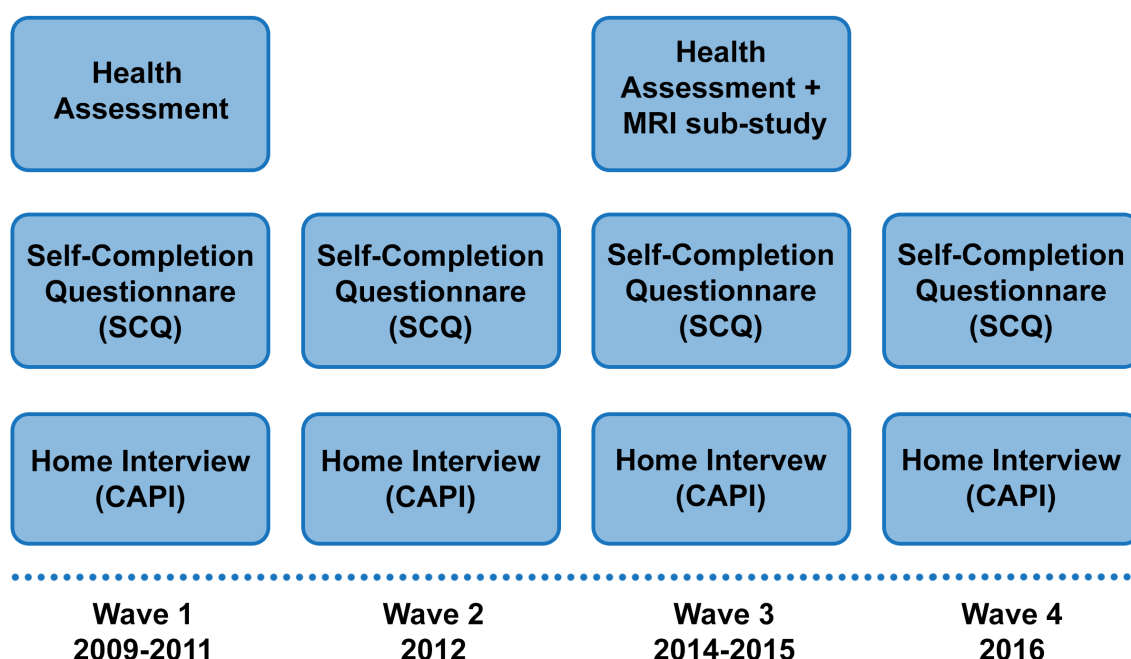 Health
Assessment
Health
Assessment +
MRI sub-study
Self-Completion
Questionnare
(SCQ)
Self-Completion
Questionnare
(SCQ)
Self-Completion
Questionnare
(SCQ)
Self-Completion
Questionnare
(SCQ)
Home Interview
(CAPI)
Home Interview
(CAPI)
Home Intervew
(CAPI)
Home Interview
(CAPI)
Wave 1
2009-2011
Wave 2
2012
Wave 3
2014-2015
Wave 4
2016